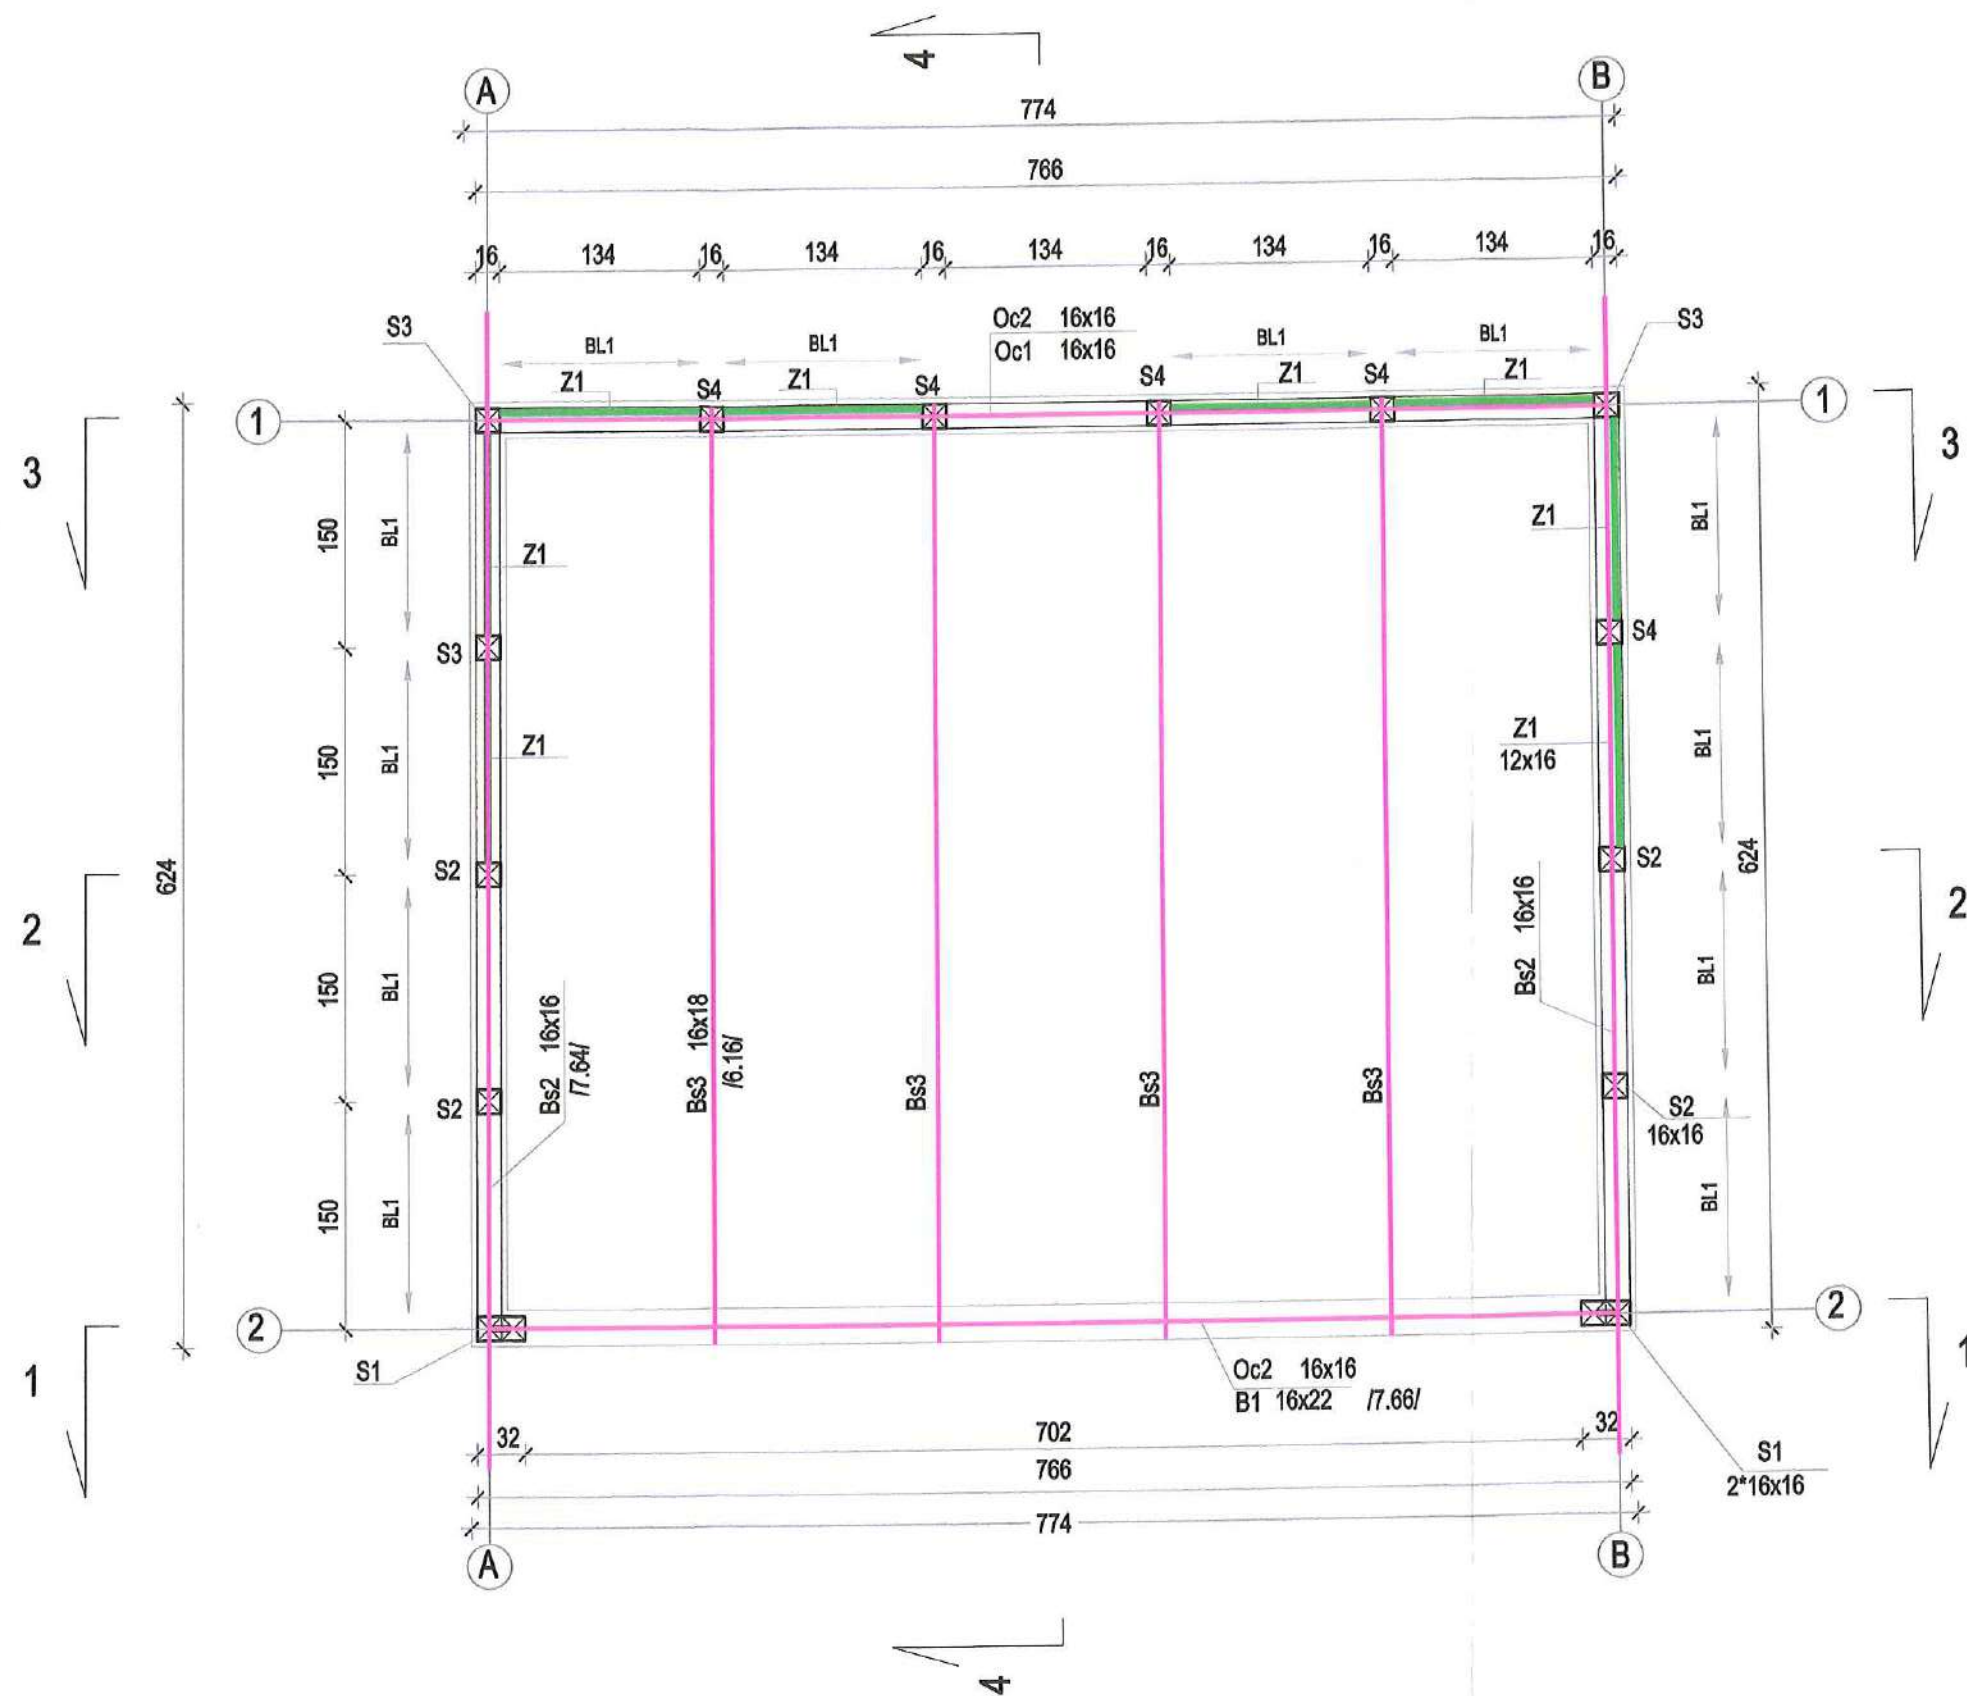 4
A
B
774
766
16 134 16 134 16 134 16 134 16 134 16
Oc2 16x16
Oc1 16x16
S3
BL1
BL1
BL1
BL1
S3
Z1
S4
Z1
S4
S4
Z1
S4
Z1
1
1
3
3
150
BL1
Z1
Z1
BL1
S3
S4
150
BL1
Z1
Z1
12x16
BL1
624
624
S2
S2
2
2
150
BL1
Bs2 16x16
/7.64/
Bs3 16x18
/6.16/
Bs3
Bs3
Bs3
Bs2 16x16
BL1
S2
S2
16x16
150
BL1
BL1
2
2
S1
1
1
Oc2 16x16
B1 16x22 /7.66/
32 702 32
766
774
S1
2*16x16
A
B
4